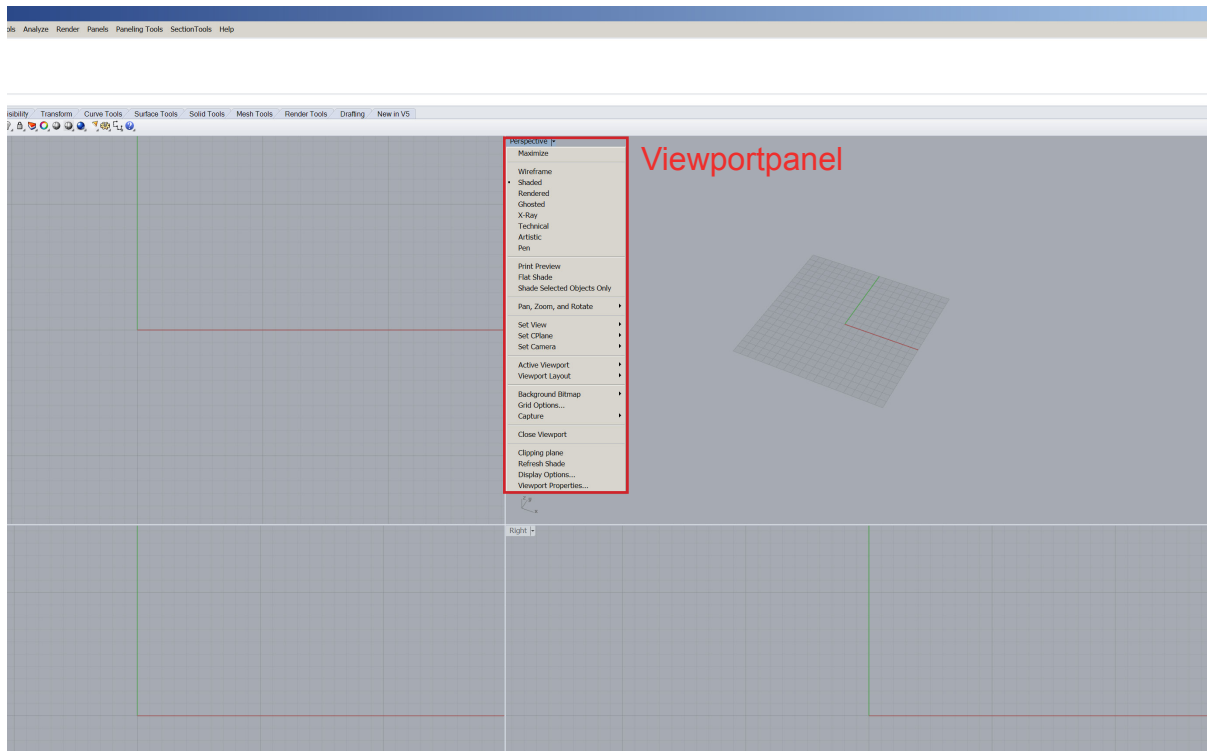 ols Analyze Render Panels Paneling Tools SectionTools Help
isibility Transform Curve Tools Surface Tools Solid Tools Mesh Tools Render Tools Drafting New in V5
Perspective
Viewportpanel
Maximize
Wireframe
Shaded
Rendered
Ghosted
X-Ray
Technical
Artistic
Pen
Print Preview
Flat Shade
Shade Selected Objects Only
Pan, Zoom, and Rotate
Set View
Set CPlane
Set Camera
Active Viewport
Viewport Layout
Background Bitmap
Grid Options...
Capture
Close Viewport
Clipping plane
Refresh Shade
Display Options...
Viewport Properties...
z y
x
Right